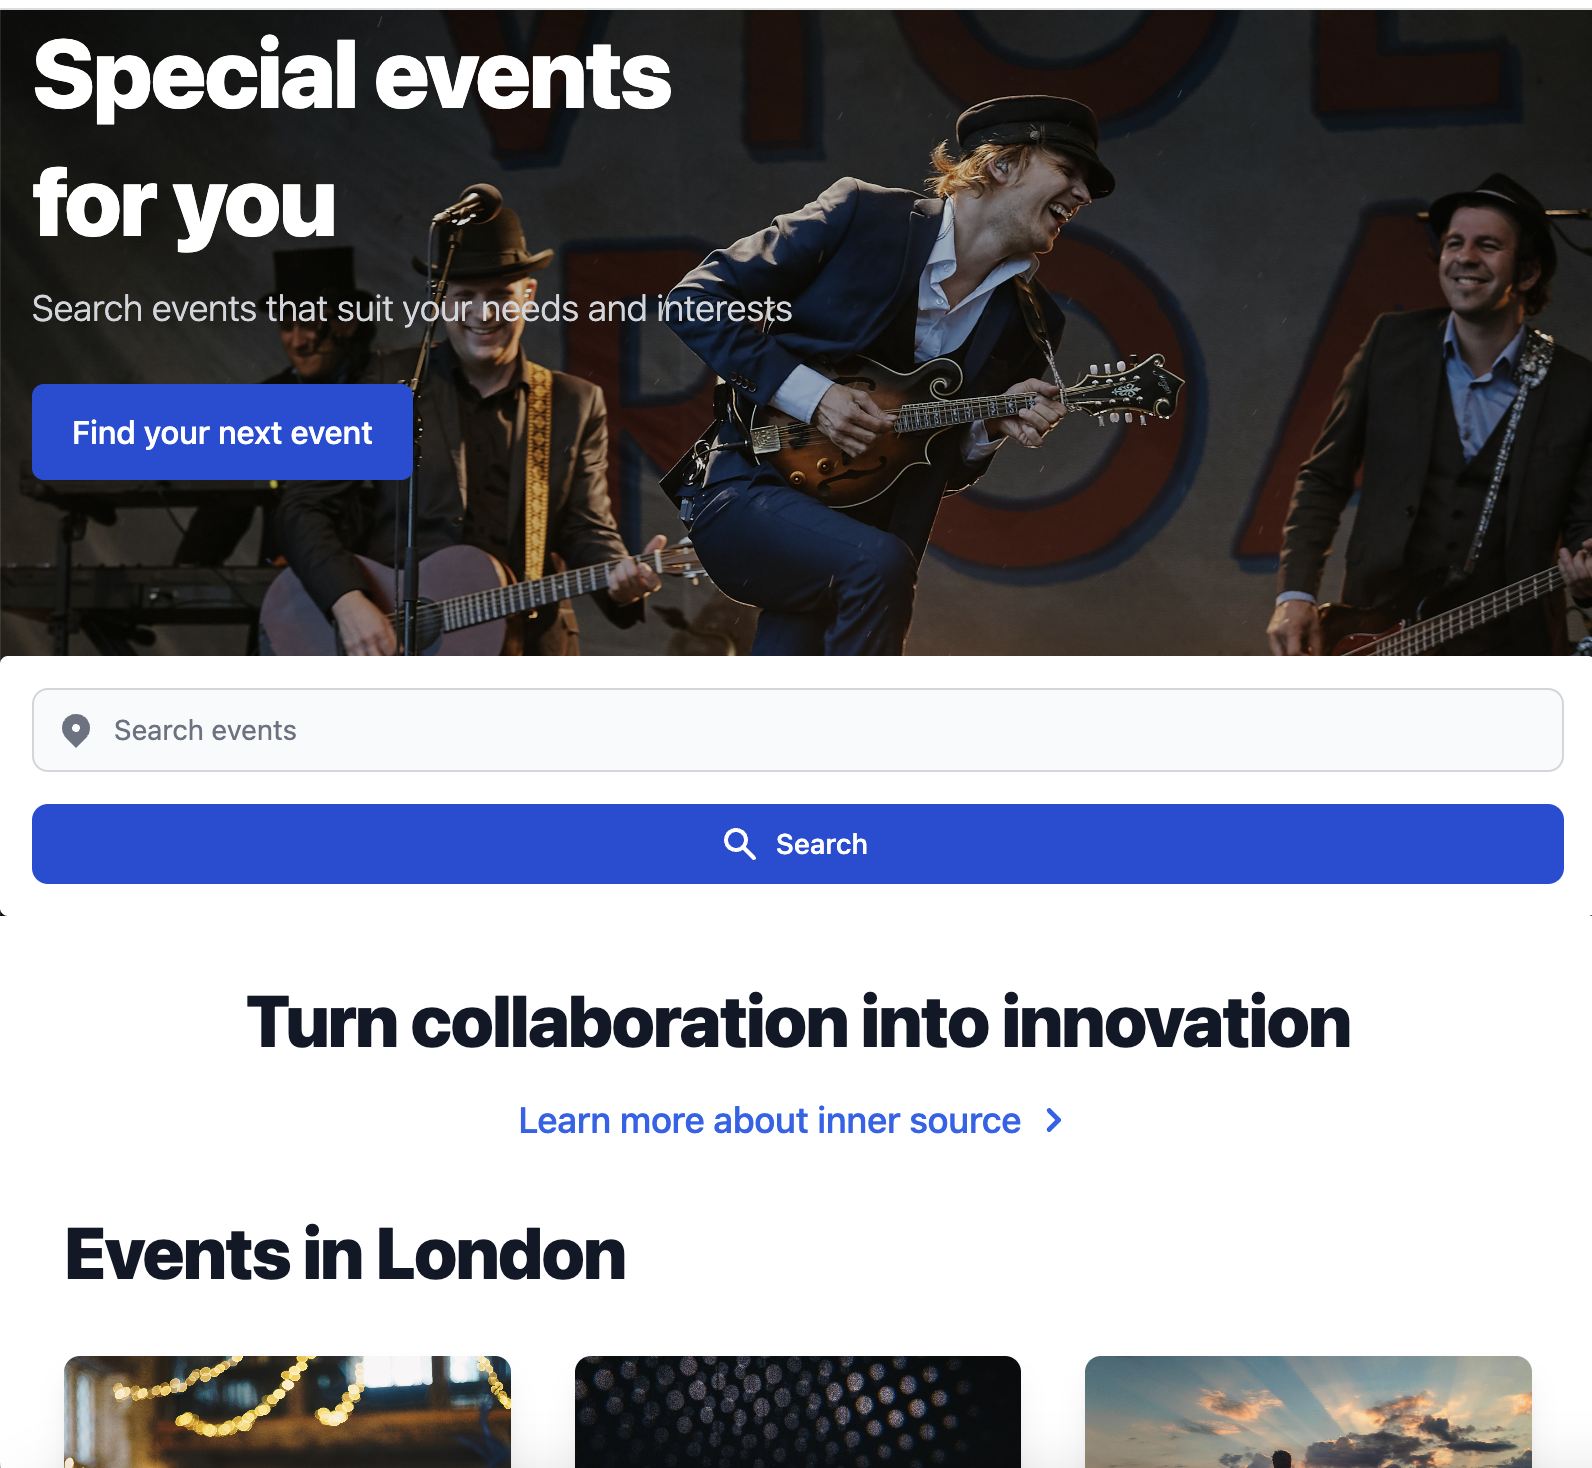 Special events
for you
Search events that suit your needs and interests
Find your next event
Search events
Search
Turn collaboration into innovation
Learn more about inner source
Events in London